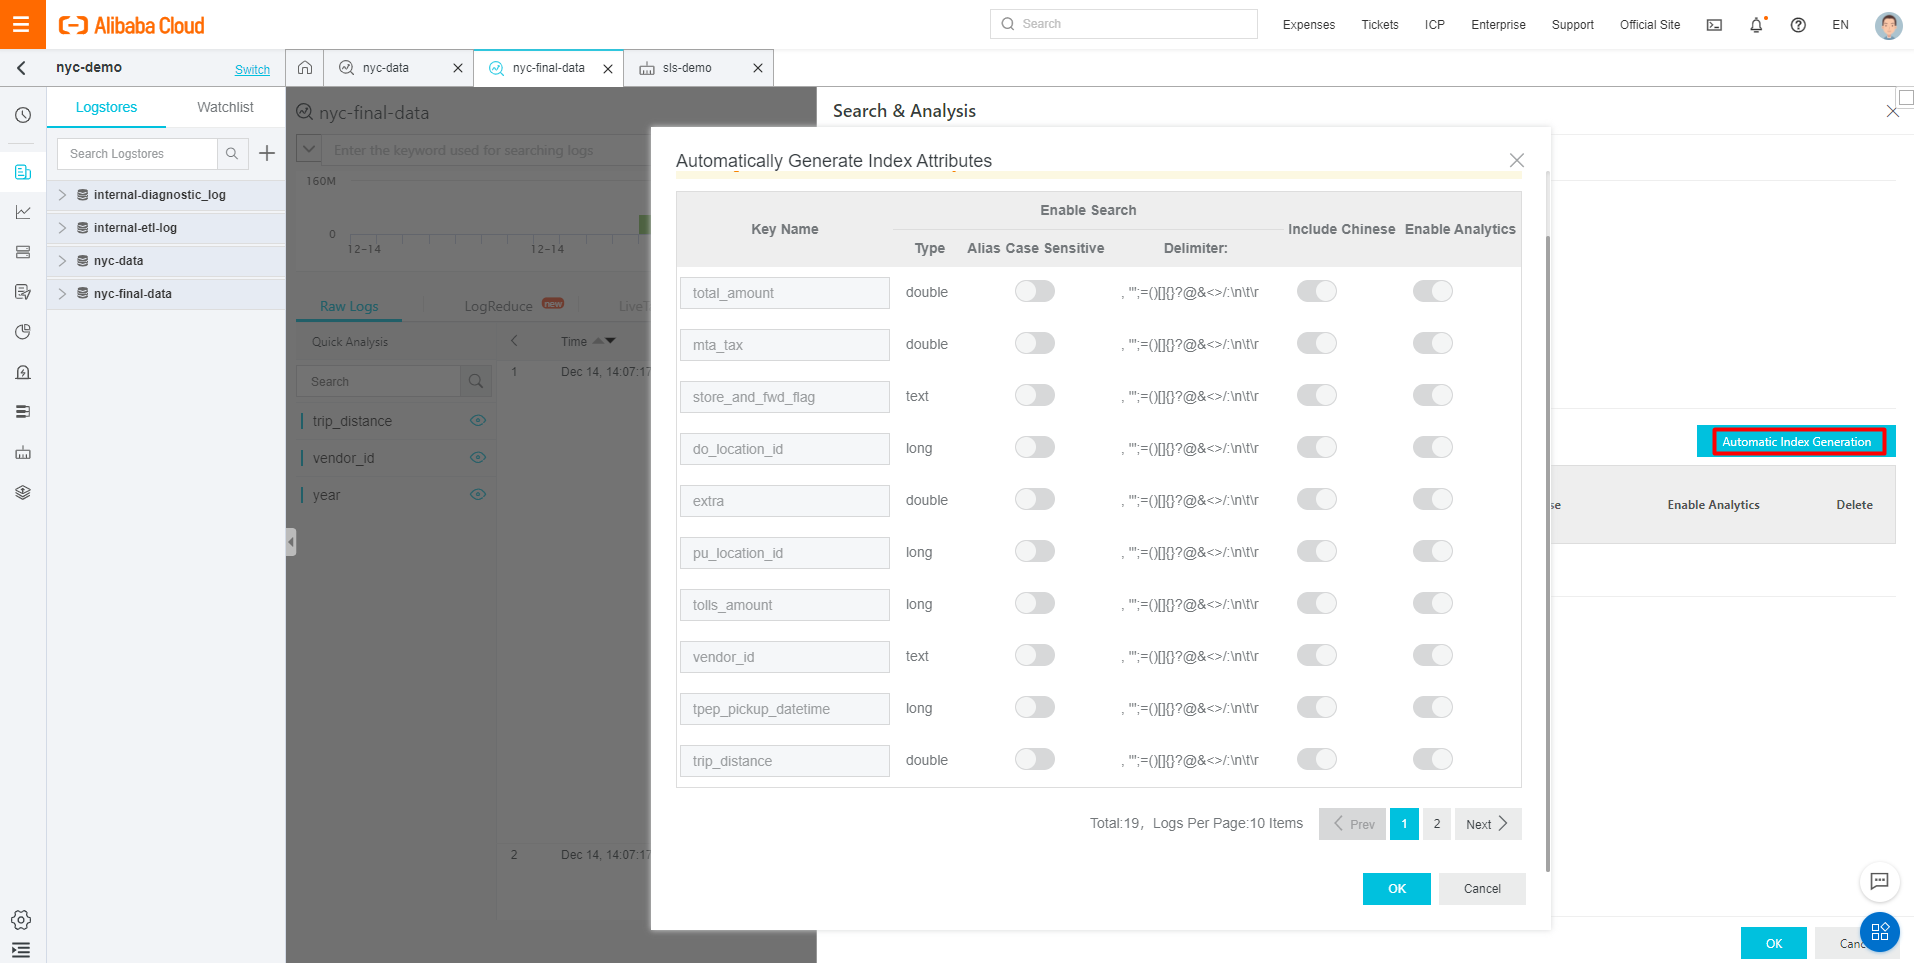 Alibaba Cloud
Search
Expenses
Tickets
ICP
Enterprise
Support
Official Site
EN
nyc-demo
Switch
nyc-data
nyc-final-data
sls-demo
Logstores
Watchlist
Search Logstores
internal-diagnostic_log
internal-etl-log
nyc-data
nyc-final-data
nyc-final-data
Enter the keyword used for searching logs
160M
0
12-14
12-14
Raw Logs
LogReduce
new
LiveT
Quick Analysis
Time
Search
1
Dec 14, 14:07:17
trip_distance
vendor_id
year
2
Dec 14, 14:07:17
Search & Analysis
Automatic Index Generation
se
Enable Analytics
Delete
OK
Canc
Automatically Generate Index Attributes
Key Name
Enable Search
Include Chinese
Enable Analytics
Type
Alias
Case Sensitive
Delimiter:
total_amount double , '";=()[]{}?@&<>/:\n\t\r
mta_tax double , '";=()[]{}?@&<>/:\n\t\r
store_and_fwd_flag text , '";=()[]{}?@&<>/:\n\t\r
do_location_id long , '";=()[]{}?@&<>/:\n\t\r
extra double , '";=()[]{}?@&<>/:\n\t\r
pu_location_id long , '";=()[]{}?@&<>/:\n\t\r
tolls_amount long , '";=()[]{}?@&<>/:\n\t\r
vendor_id text , '";=()[]{}?@&<>/:\n\t\r
tpep_pickup_datetime long , '";=()[]{}?@&<>/:\n\t\r
trip_distance double , '";=()[]{}?@&<>/:\n\t\r
Total:19, Logs Per Page:10 Items
Prev
1
2
Next
OK
Cancel